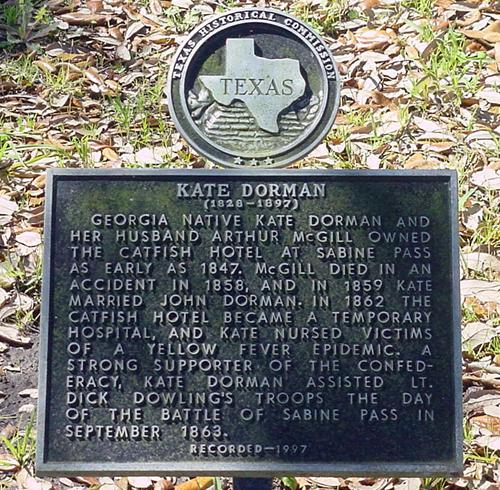 TEXAS HISTORICAL COMMISSION
TEXAS
KATE DORMAN
(1828-1897)
GEORGIA NATIVE KATE DORMAN AND
HER HUSBAND ARTHUR McGILL OWNED
THE CATFISH HOTEL AT SABINE PASS
AS EARLY AS 1847. McGILL DIED IN AN
ACCIDENT IN 1858, AND IN 1859 KATE
MARRIED JOHN DORMAN. IN 1862 THE
CATFISH HOTEL BECAME A TEMPORARY
HOSPITAL, AND KATE NURSED VICTIMS
OF A YELLOW FEVER EPIDEMIC. A
STRONG SUPPORTER OF THE CONFED-
ERACY, KATE DORMAN ASSISTED LT.
DICK DOWLING'S TROOPS THE DAY
OF THE BATTLE OF SABINE PASS IN
SEPTEMBER 1863.
RECORDED-1997